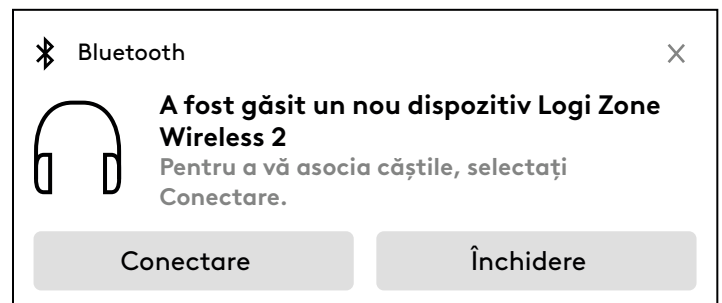 Bluetooth
A fost găsit un nou dispozitiv Logi Zone
Wireless 2
Pentru a vă asocia căștile, selectați
Conectare.
Conectare
Închidere